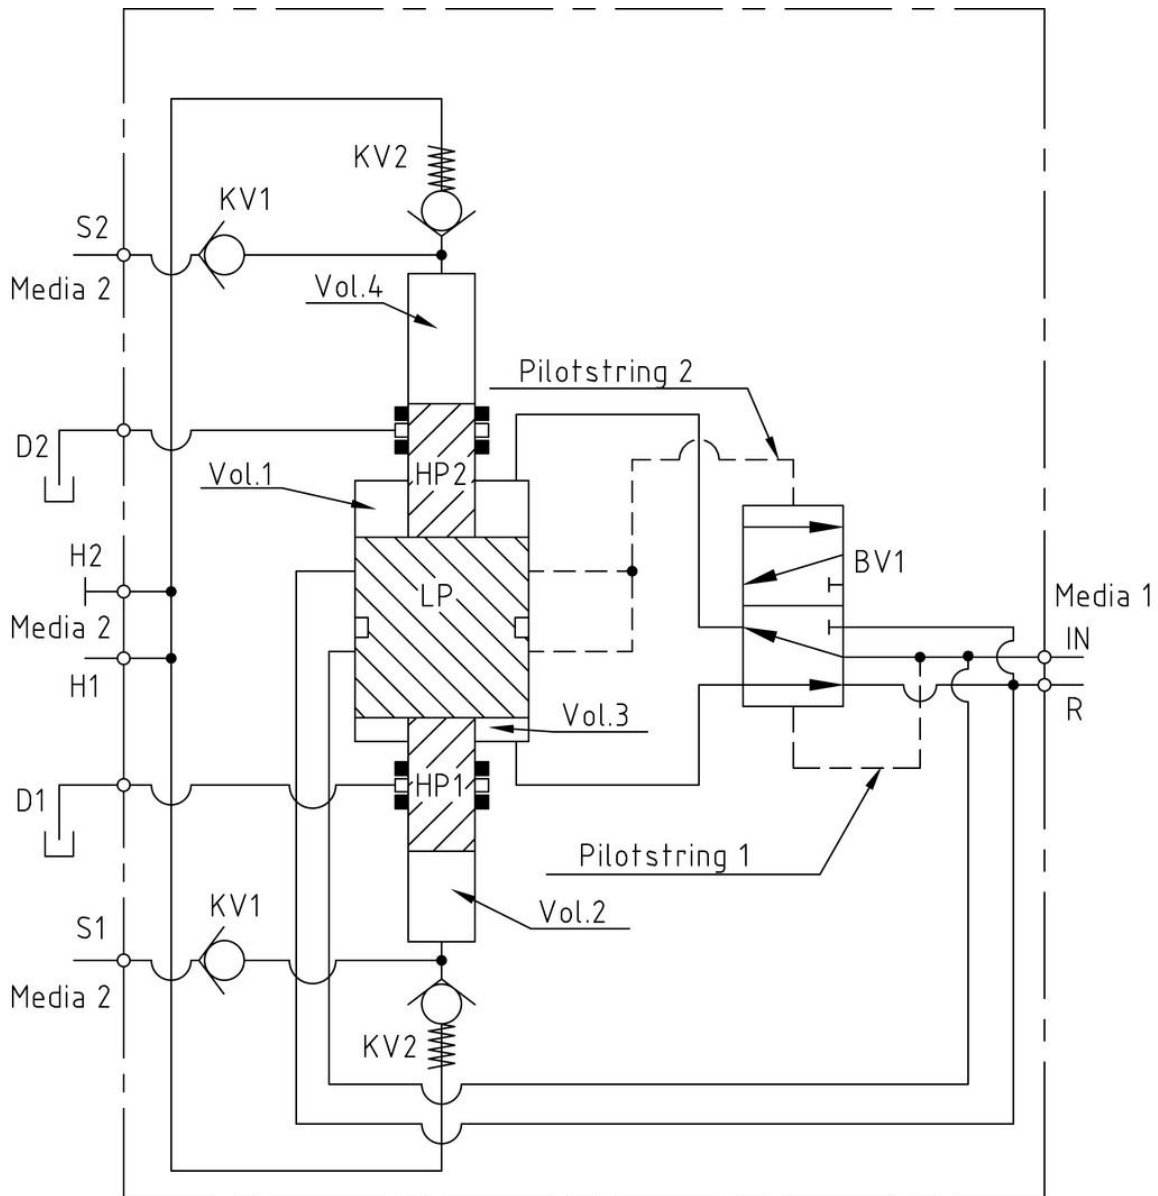 KV2
KV1
S2
Media 2
Vol.4
Pilotstring 2
D2
HP2
Vol.1
H2
BV1
LP
Media 1
Media 2
IN
H1
R
Vol.3
HP1
D1
Pilotstring 1
KV1
Vol.2
S1
Media 2
KV2